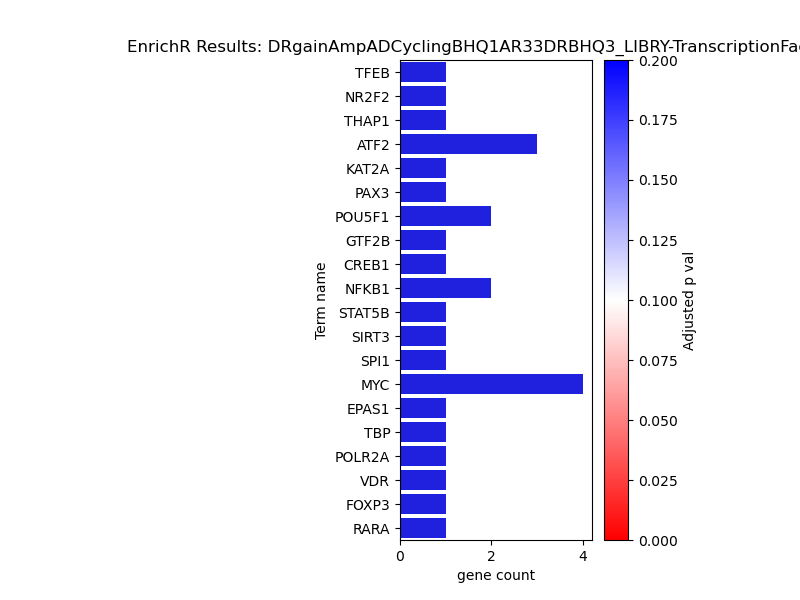 EnrichR Results: DRgainAmpADCyclingBHQ1AR33DRBHQ3_LIBRY-TranscriptionFac
TFEB
NR2F2
THAP1
ATF2
KAT2A
PAX3
POU5F1
GTF2B
CREB1
NFKB1
STAT5B
SIRT3
SPI1
MYC
EPAS1
TBP
POLR2A
VDR
FOXP3
RARA
Term name
0 2 4
gene count
0.200
0.175
0.150
0.125
0.100
0.075
0.050
0.025
0.000
Adjusted p val